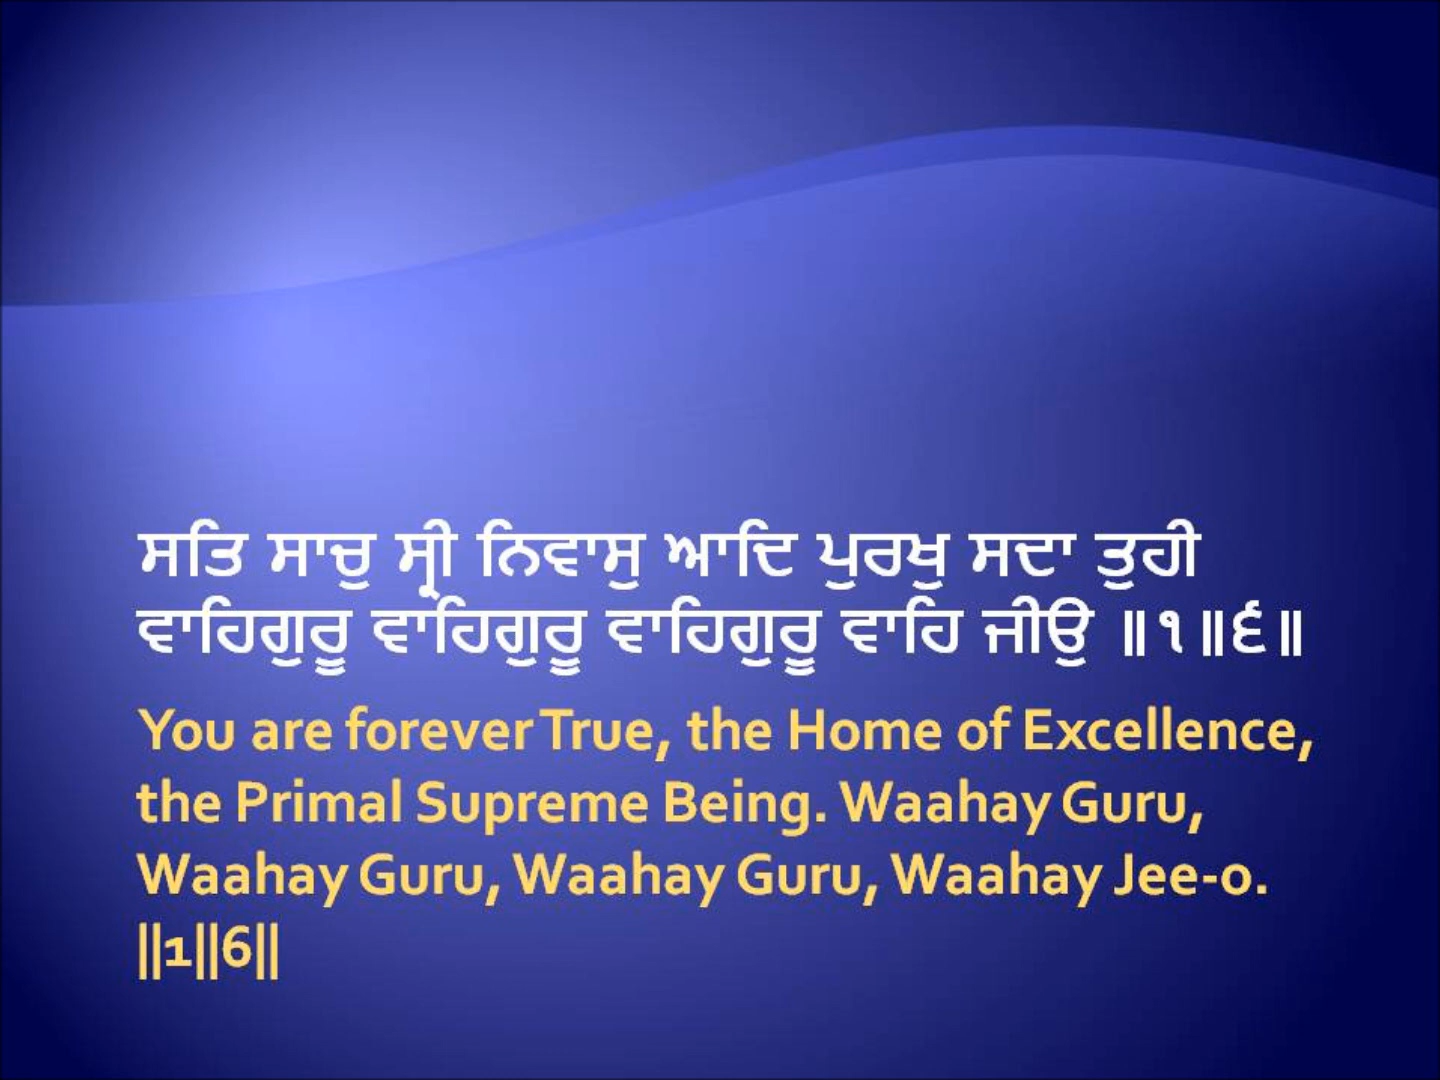 ਸਤਿ ਸਾਚੁ ਸ੍ਰੀ ਨਿਵਾਸੁ ਆਦਿ ਪੁਰਖੁ ਸਦਾ ਤੁਹੀ
ਵਾਹਿਗੁਰੂ ਵਾਹਿਗੁਰੂ ਵਾਹਿਗੁਰੂ ਵਾਹਿ ਜੀਉ ॥੧॥੬॥
You are forever True, the Home of Excellence,
the Primal Supreme Being. Waahay Guru,
Waahay Guru, Waahay Guru, Waahay Jee-o.
||1||6||